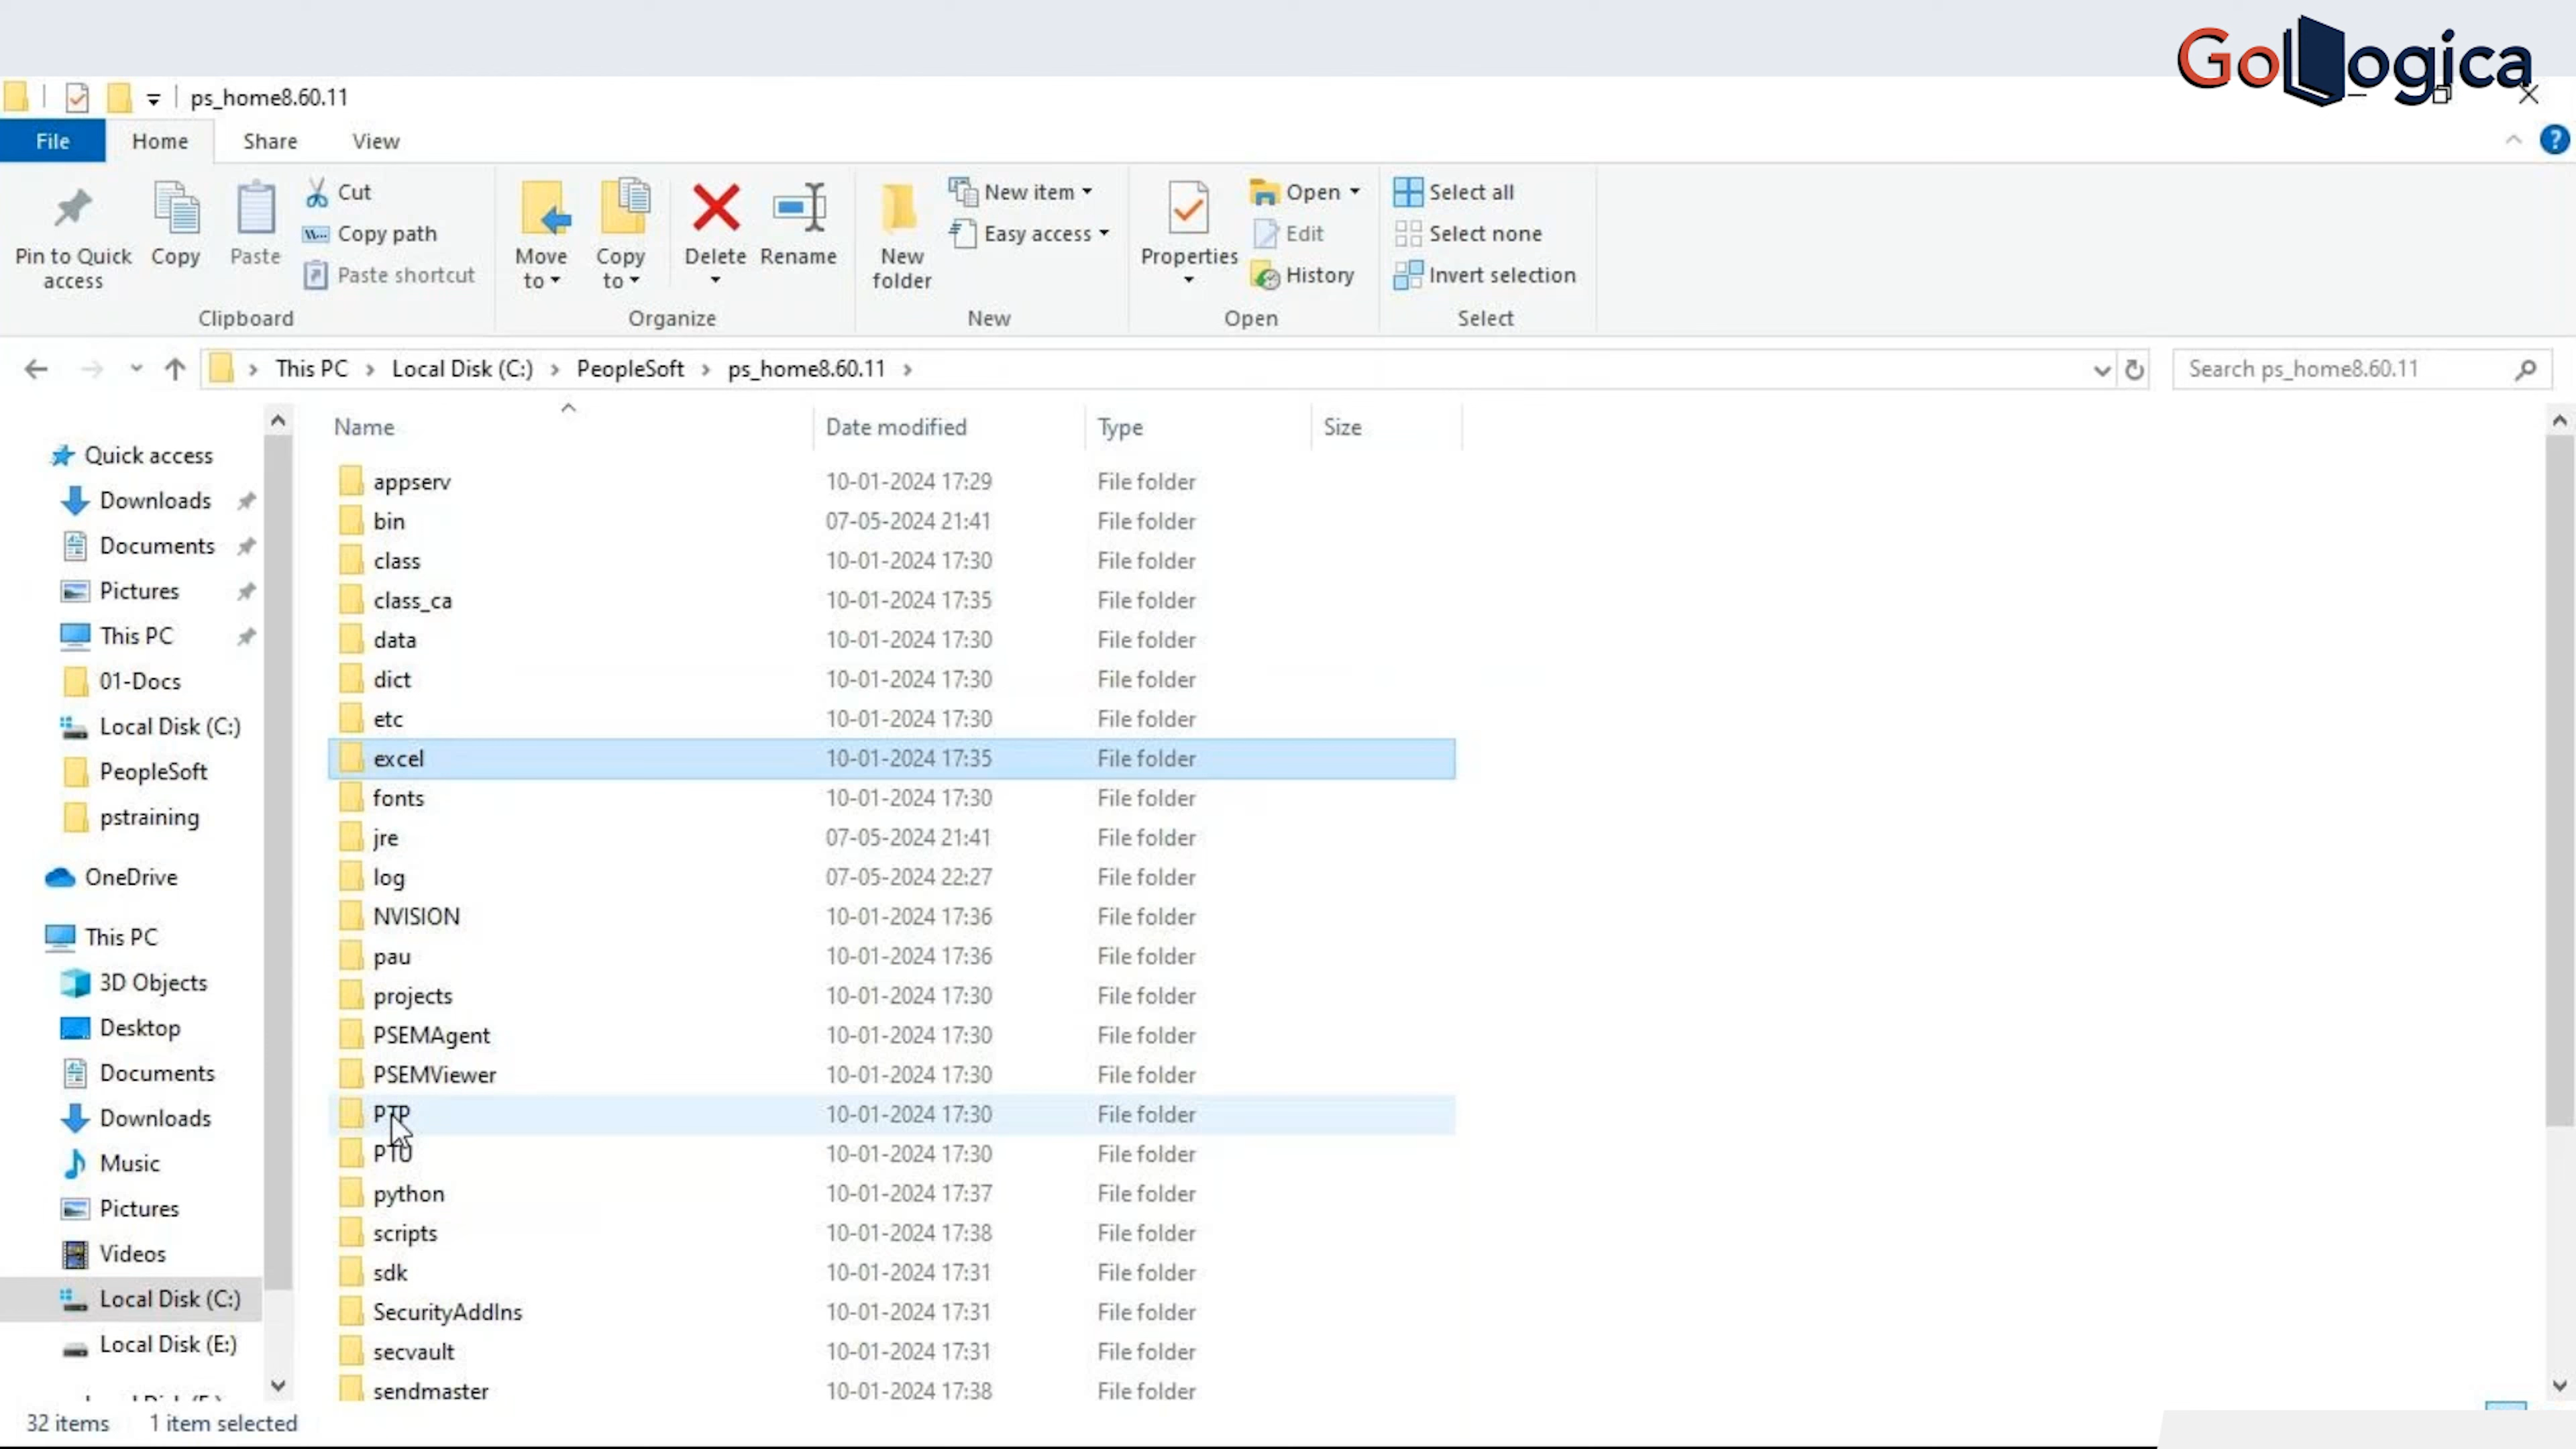 GoLogica
ps_home8.60.11
File Home Share View
Pin to Quick access
Copy
Paste
Cut
Copy path
Paste shortcut
Clipboard
Move to
Copy to
Delete
Rename
Organize
New folder
New item
Easy access
New
Properties
Open
Edit
History
Open
Select all
Select none
Invert selection
Select
This PC > Local Disk (C:) > PeopleSoft > ps_home8.60.11 >
Search ps_home8.60.11
Quick access
Downloads
Documents
Pictures
This PC
01-Docs
Local Disk (C:)
PeopleSoft
pstraining
OneDrive
This PC
3D Objects
Desktop
Documents
Downloads
Music
Pictures
Videos
Local Disk (C:)
Local Disk (E:)
Name Date modified Type Size
appserv 10-01-2024 17:29 File folder
bin 07-05-2024 21:41 File folder
class 10-01-2024 17:30 File folder
class_ca 10-01-2024 17:35 File folder
data 10-01-2024 17:30 File folder
dict 10-01-2024 17:30 File folder
etc 10-01-2024 17:30 File folder
excel 10-01-2024 17:35 File folder
fonts 10-01-2024 17:30 File folder
jre 07-05-2024 21:41 File folder
log 07-05-2024 22:27 File folder
NVISION 10-01-2024 17:36 File folder
pau 10-01-2024 17:36 File folder
projects 10-01-2024 17:30 File folder
PSEMAgent 10-01-2024 17:30 File folder
PSEMViewer 10-01-2024 17:30 File folder
PTP 10-01-2024 17:30 File folder
PTU 10-01-2024 17:30 File folder
python 10-01-2024 17:37 File folder
scripts 10-01-2024 17:38 File folder
sdk 10-01-2024 17:31 File folder
SecurityAddIns 10-01-2024 17:31 File folder
secvault 10-01-2024 17:31 File folder
sendmaster 10-01-2024 17:38 File folder
32 items 1 item selected